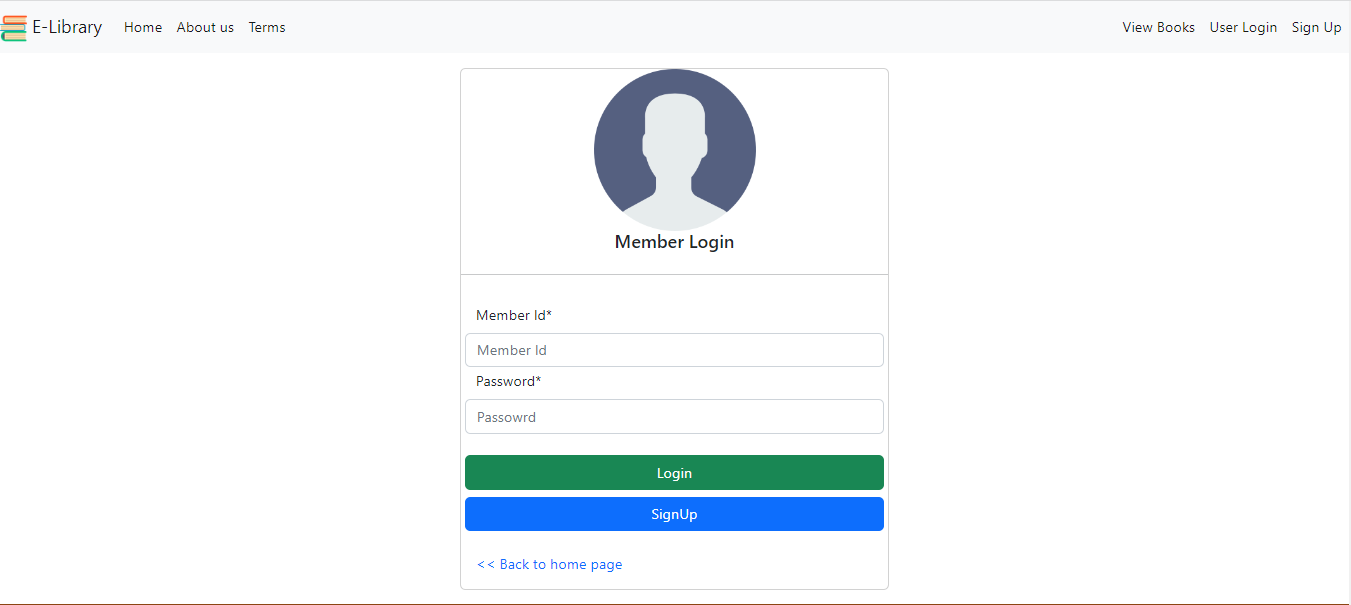 E-Library Home About us Terms View Books User Login Sign Up
Member Login
Member Id*
Member Id
Password*
Passowrd
Login
SignUp
<< Back to home page